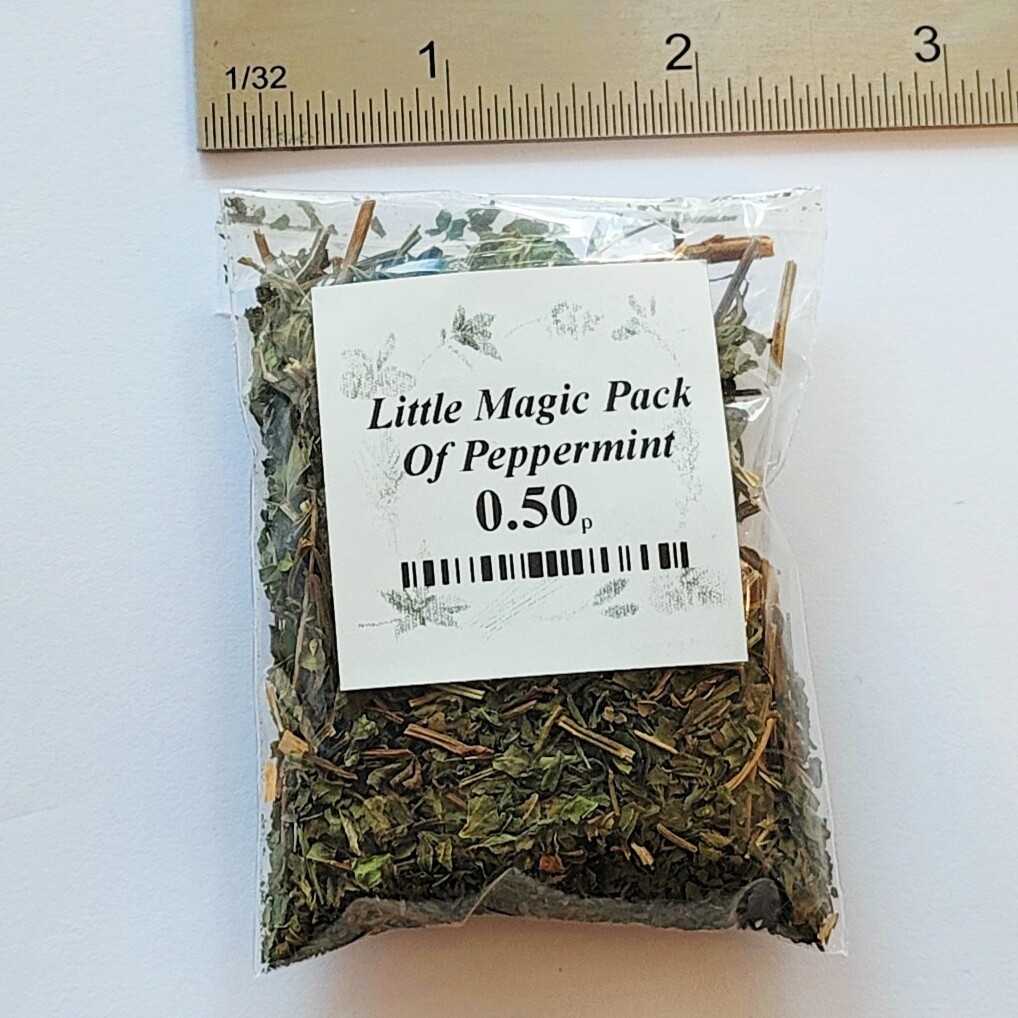 1/32 1 2 3
Little Magic Pack
Of Peppermint
0.50p